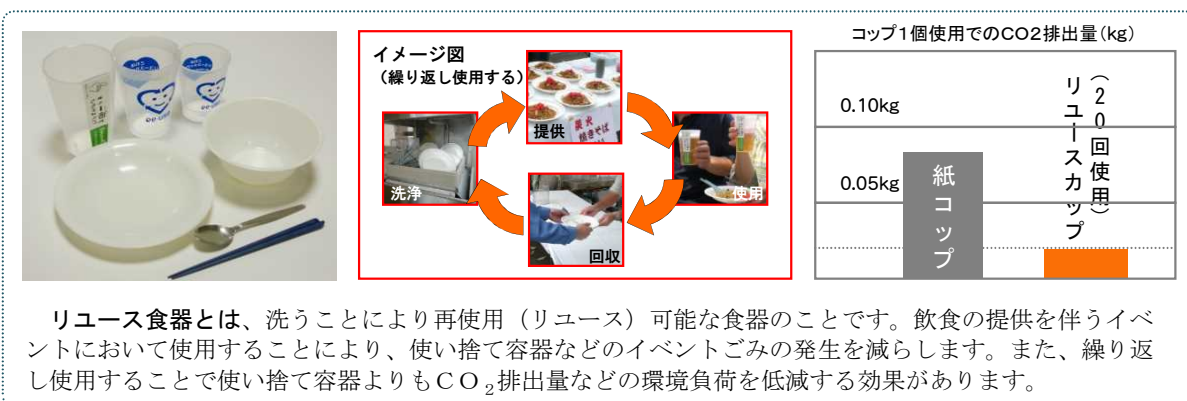 イメージ図
（繰り返し使用する）
提供
炭火
焼きそば
洗浄
使用
回収
コップ1個使用でのCO2排出量（kg）
0.10kg
0.05kg
紙コップ
リユースカップ
（20回使用）
リユース食器とは、洗うことにより再使用（リユース）可能な食器のことです。飲食の提供を伴うイベ
ントにおいて使用することにより、使い捨て容器などのイベントごみの発生を減らします。また、繰り返
し使用することで使い捨て容器よりもCO₂排出量などの環境負荷を低減する効果があります。